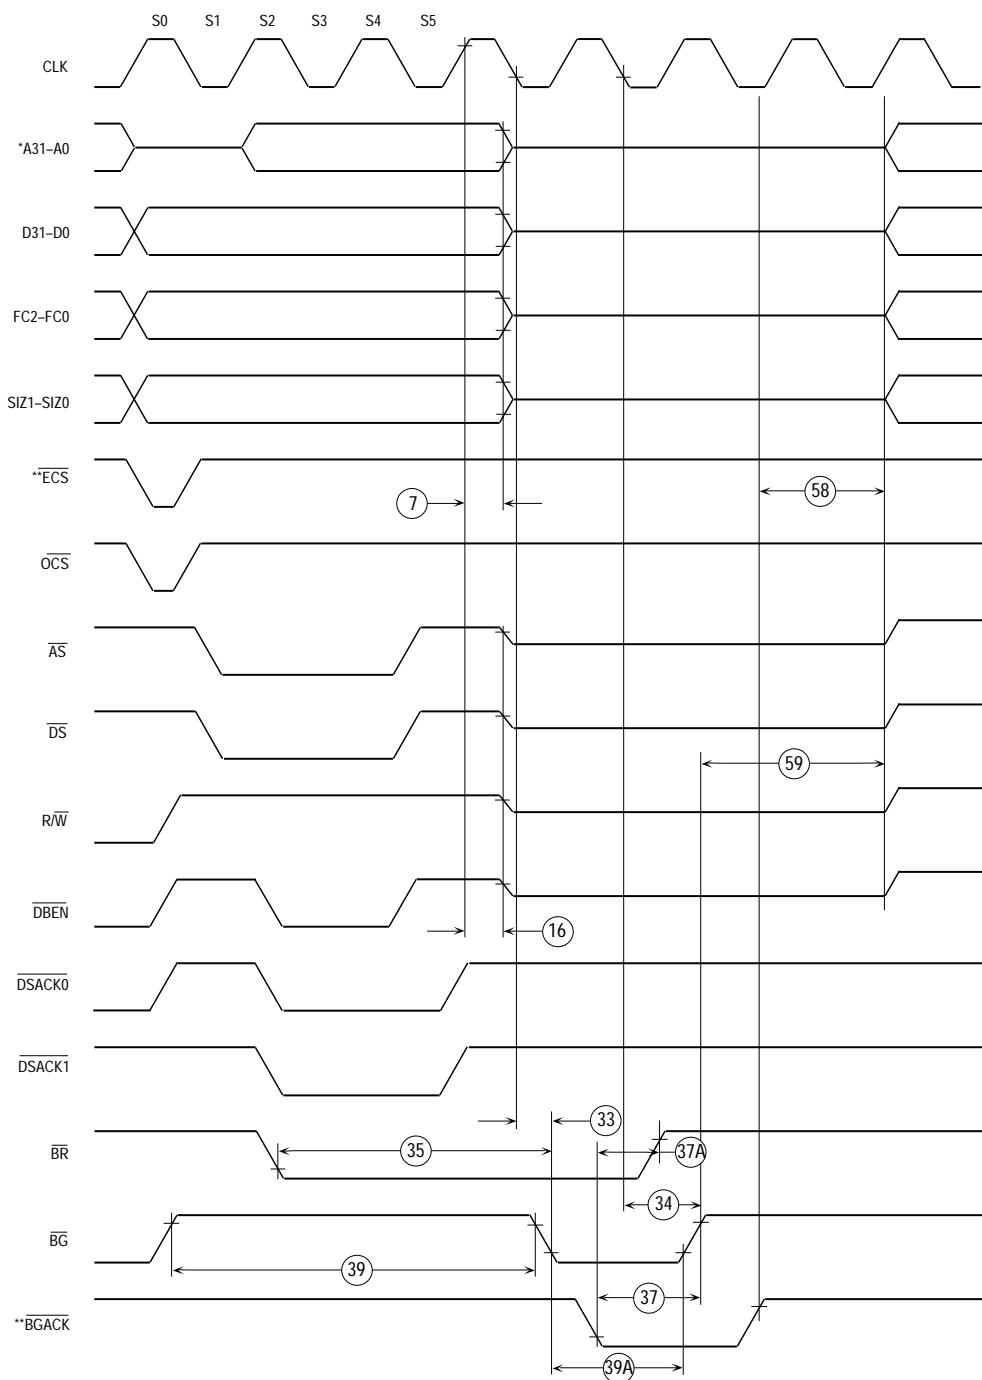 S0 S1 S2 S3 S4 S5
CLK
*A31–A0
D31–D0
FC2–FC0
SIZ1–SIZ0
**ECS
58
7
OCS
AS
DS
59
R/W
DBEN
16
DSACK0
DSACK1
33
BR
35
37A
34
BG
39
37
**BGACK
39A